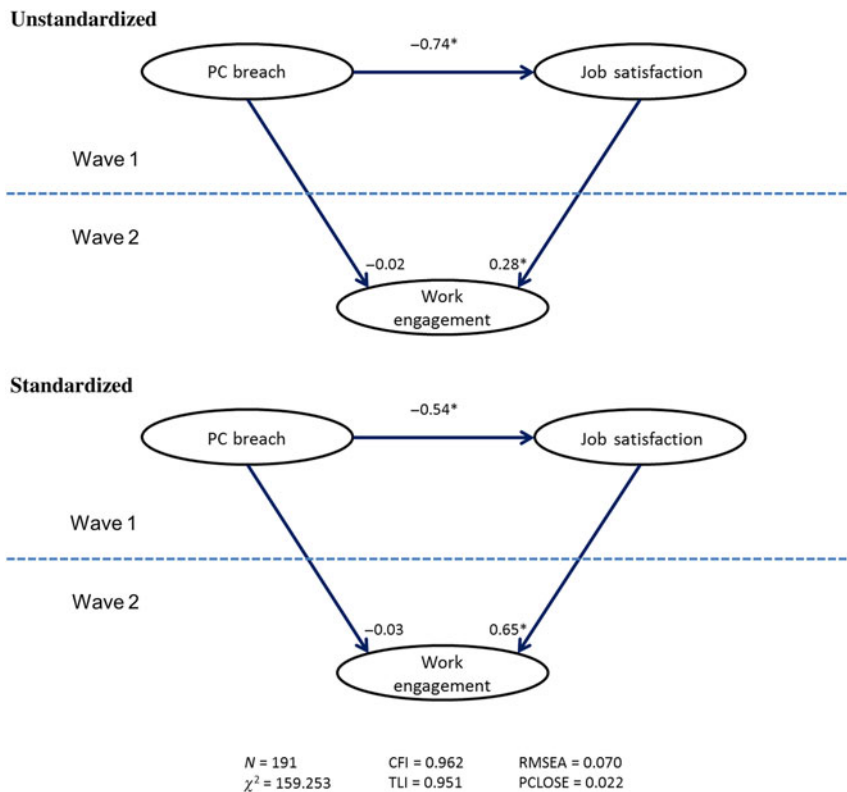 Unstandardized
−0.74*
PC breach
Job satisfaction
Wave 1
Wave 2
−0.02
0.28*
Work
engagement
Standardized
−0.54*
PC breach
Job satisfaction
Wave 1
Wave 2
−0.03
0.65*
Work
engagement
N = 191 CFI = 0.962 RMSEA = 0.070
χ² = 159.253 TLI = 0.951 PCLOSE = 0.022